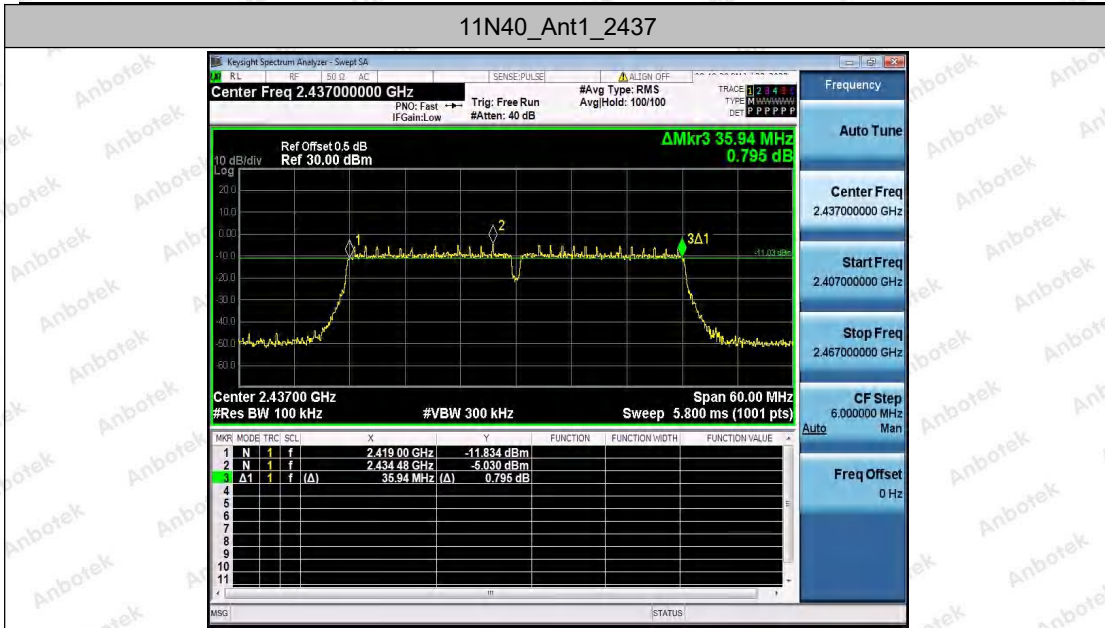 11N40_Ant1_2437
Keysight Spectrum Analyzer - Swept SA
RL RF 50 Ω AC SENSE:PULSE ALIGN OFF
Center Freq 2.437000000 GHz
PNO: Fast
IFGain:Low
Trig: Free Run
#Atten: 40 dB
#Avg Type: RMS
Avg|Hold: 100/100
TRACE 1 2 3 4 5 6
TYPE M W W W W W
DET P P P P P P
Frequency
Auto Tune
Center Freq
2.437000000 GHz
Start Freq
2.407000000 GHz
Stop Freq
2.467000000 GHz
CF Step
6.000000 MHz
Auto Man
Freq Offset
0 Hz
ΔMkr3 35.94 MHz
0.795 dB
Ref Offset 0.5 dB
10 dB/div Ref 30.00 dBm
Log
20.0
10.0
0.00
-10.0
-20.0
-30.0
-40.0
-50.0
-60.0
1
2
3Δ1
-11.03 dBm
Center 2.43700 GHz Span 60.00 MHz
#Res BW 100 kHz #VBW 300 kHz Sweep 5.800 ms (1001 pts)
MKR MODE TRC SCL X Y FUNCTION FUNCTION WIDTH FUNCTION VALUE
1 N 1 f 2.419 00 GHz -11.834 dBm
2 N 1 f 2.434 48 GHz -5.030 dBm
3 Δ1 1 f (Δ) 35.94 MHz (Δ) 0.795 dB
4
5
6
7
8
9
10
11
MSG STATUS